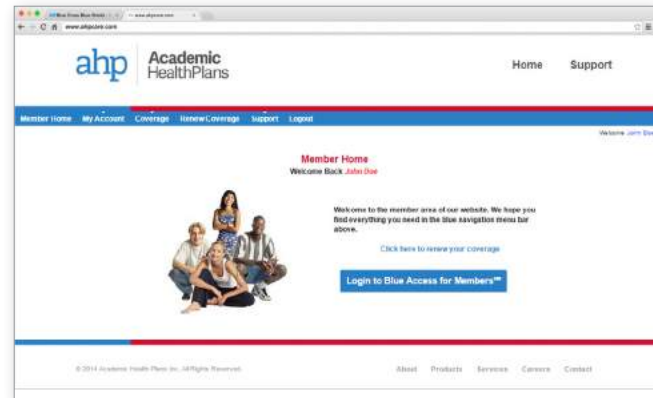 www.ahpcare.com
ahp Academic
HealthPlans
Home Support
Member Home My Account Coverage Renew Coverage Support Logout
Welcome John Doe
Member Home
Welcome Back John Doe
Welcome to the member area of our website. We hope you
find everything you need in the blue navigation menu bar
above.
Click here to renew your coverage
Login to Blue Access for Members℠
© 2014 Academic Health Plans Inc. All Rights Reserved.
About Products Services Careers Contact